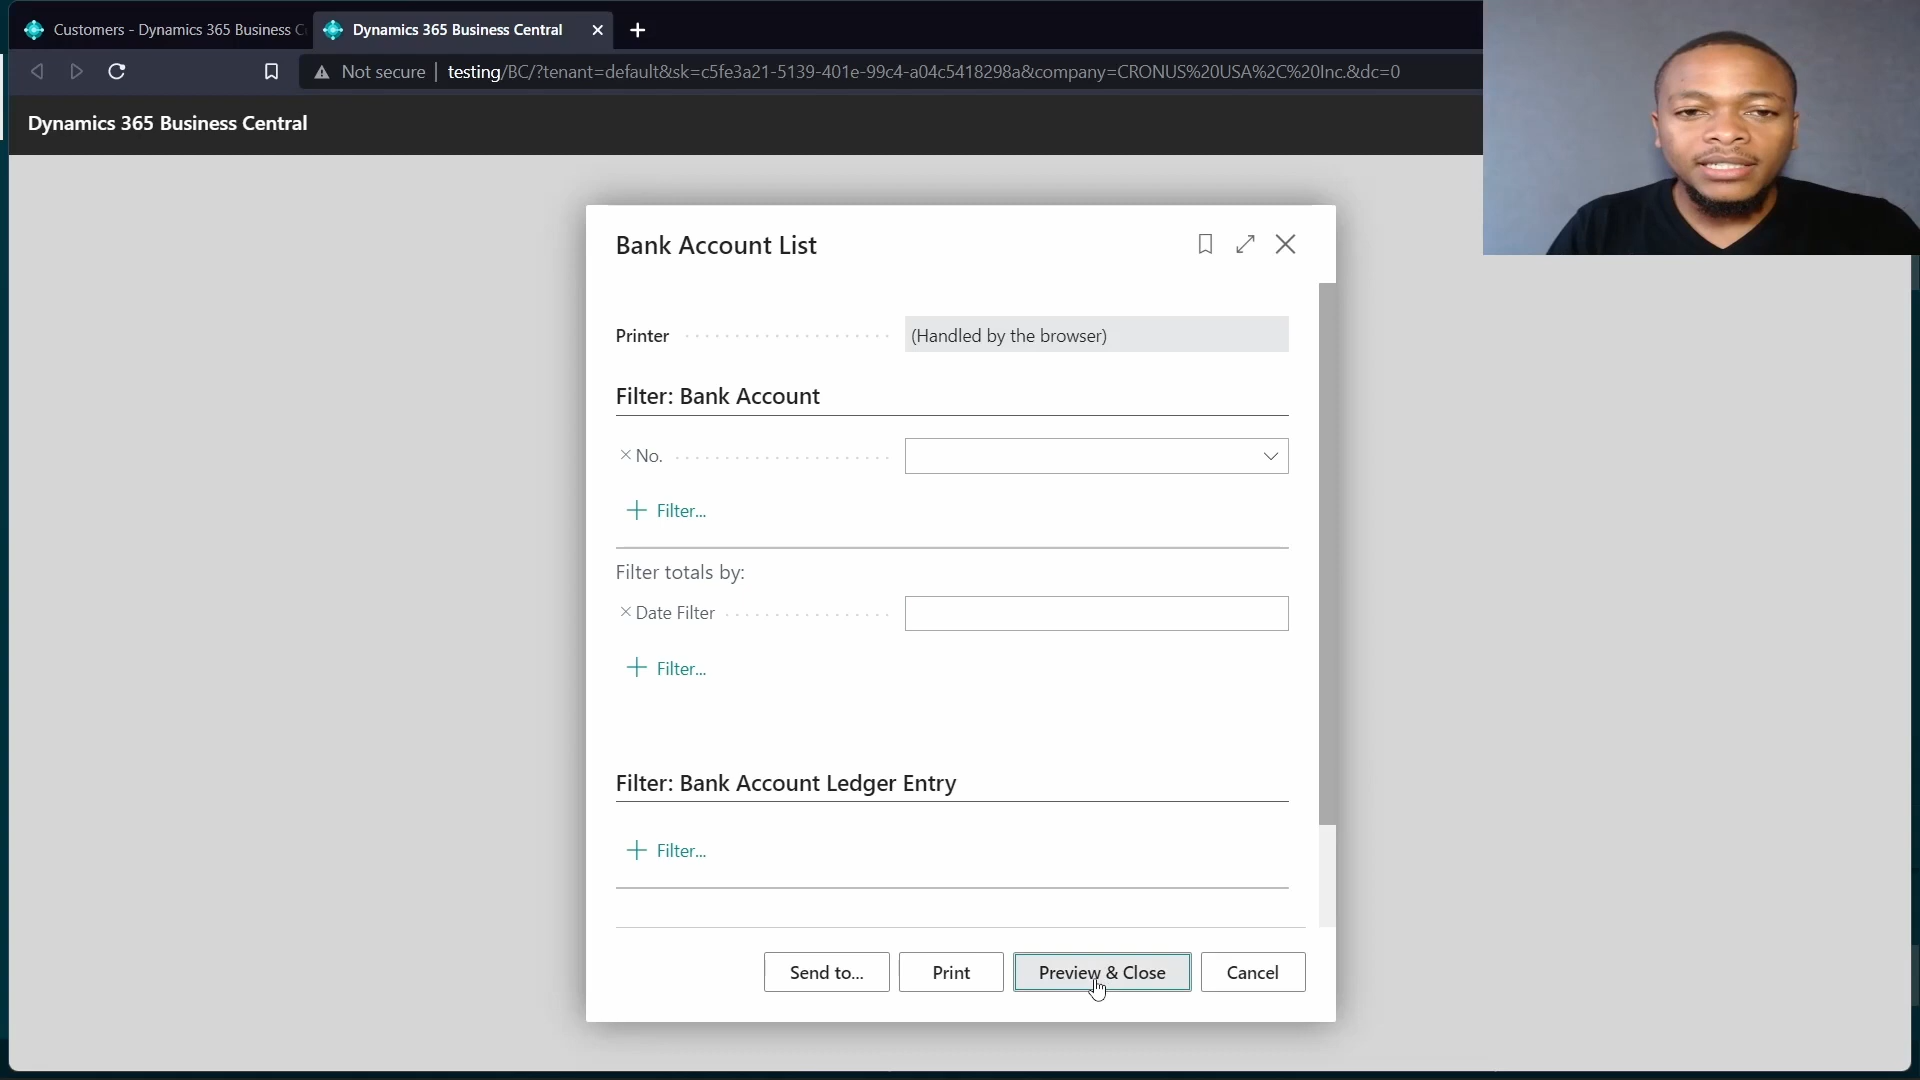 Customers - Dynamics 365 Business C
Dynamics 365 Business Central
Not secure
testing/BC/?tenant=default&sk=c5fe3a21-5139-401e-99c4-a04c5418298a&company=CRONUS%20USA%2C%20Inc.&dc=0
Dynamics 365 Business Central
Bank Account List
Printer
(Handled by the browser)
Filter: Bank Account
No.
Filter...
Filter totals by:
Date Filter
Filter...
Filter: Bank Account Ledger Entry
Filter...
Send to...
Print
Preview & Close
Cancel